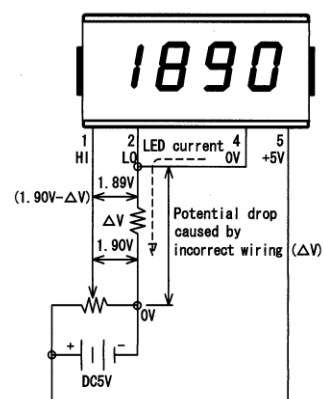 1890
1 2 LED current 4 5
HI LO 0V +5V
1.89V
(1.90V-ΔV)
ΔV
Potential drop
caused by
incorrect wiring (ΔV)
1.90V
0V
+ -
DC5V